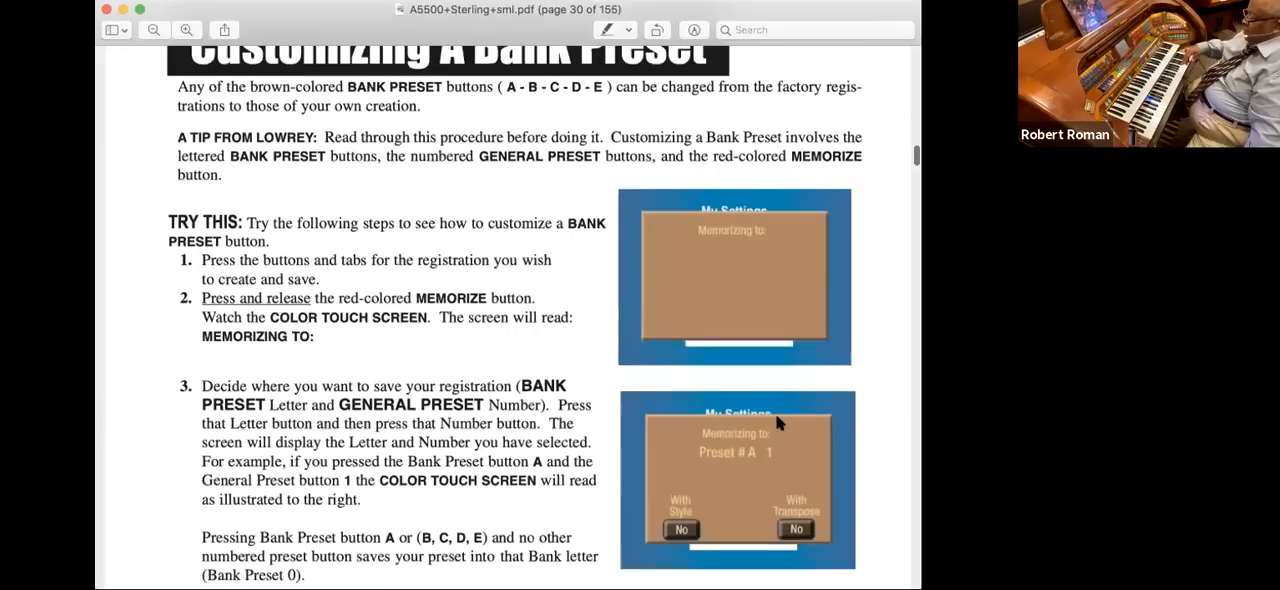 A5500+Sterling+sml.pdf (page 30 of 155)
Search
Customizing A Bank Preset
Any of the brown-colored BANK PRESET buttons ( A - B - C - D - E ) can be changed from the factory regis-
trations to those of your own creation.
A TIP FROM LOWREY: Read through this procedure before doing it. Customizing a Bank Preset involves the
lettered BANK PRESET buttons, the numbered GENERAL PRESET buttons, and the red-colored MEMORIZE
button.
TRY THIS: Try the following steps to see how to customize a BANK
PRESET button.
1. Press the buttons and tabs for the registration you wish
to create and save.
2. Press and release the red-colored MEMORIZE button.
Watch the COLOR TOUCH SCREEN. The screen will read:
MEMORIZING TO:
My Settings
Memorizing to:
3. Decide where you want to save your registration (BANK
PRESET Letter and GENERAL PRESET Number). Press
that Letter button and then press that Number button. The
screen will display the Letter and Number you have selected.
For example, if you pressed the Bank Preset button A and the
General Preset button 1 the COLOR TOUCH SCREEN will read
as illustrated to the right.
Pressing Bank Preset button A or (B, C, D, E) and no other
numbered preset button saves your preset into that Bank letter
(Bank Preset 0).
My Settings
Memorizing to:
Preset # A 1
With
Style
No
With
Transpose
No
Robert Roman